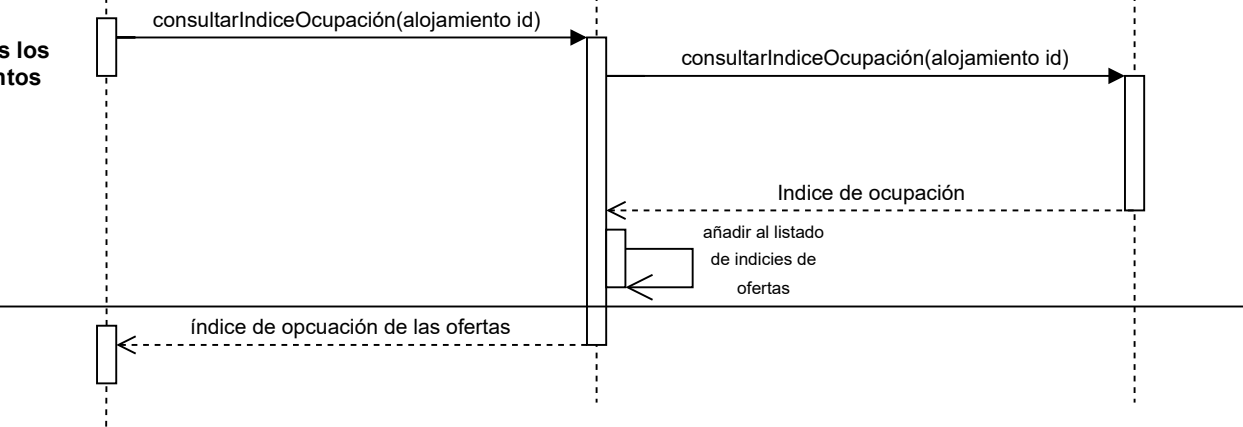 consultarIndiceOcupación(alojamiento id)
s los
ntos
consultarIndiceOcupación(alojamiento id)
Indice de ocupación
añadir al listado
de indicies de
ofertas
índice de opcuación de las ofertas